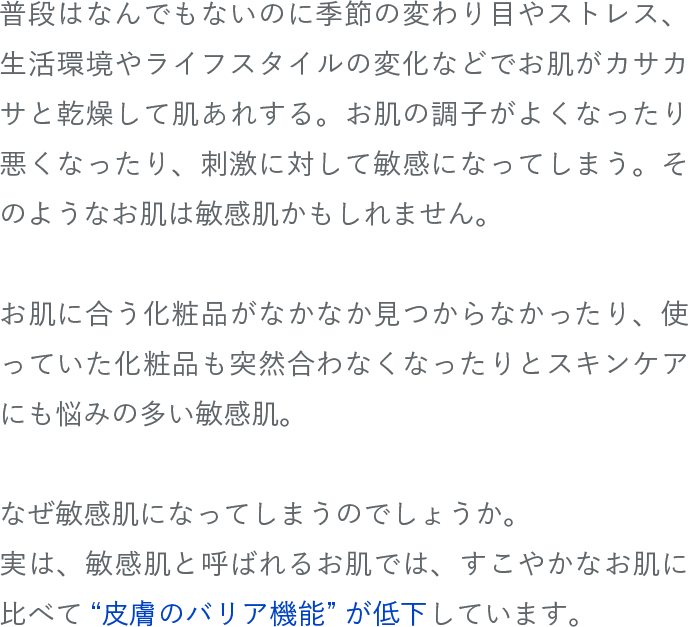 普段はなんでもないのに季節の変わり目やストレス、
生活環境やライフスタイルの変化などでお肌がカサカ
サと乾燥して肌あれする。お肌の調子がよくなったり
悪くなったり、刺激に対して敏感になってしまう。そ
のようなお肌は敏感肌かもしれません。
お肌に合う化粧品がなかなか見つからなかったり、使
っていた化粧品も突然合わなくなったりとスキンケア
にも悩みの多い敏感肌。
なぜ敏感肌になってしまうのでしょうか。
実は、敏感肌と呼ばれるお肌では、すこやかなお肌に
比べて “皮膚のバリア機能” が低下しています。